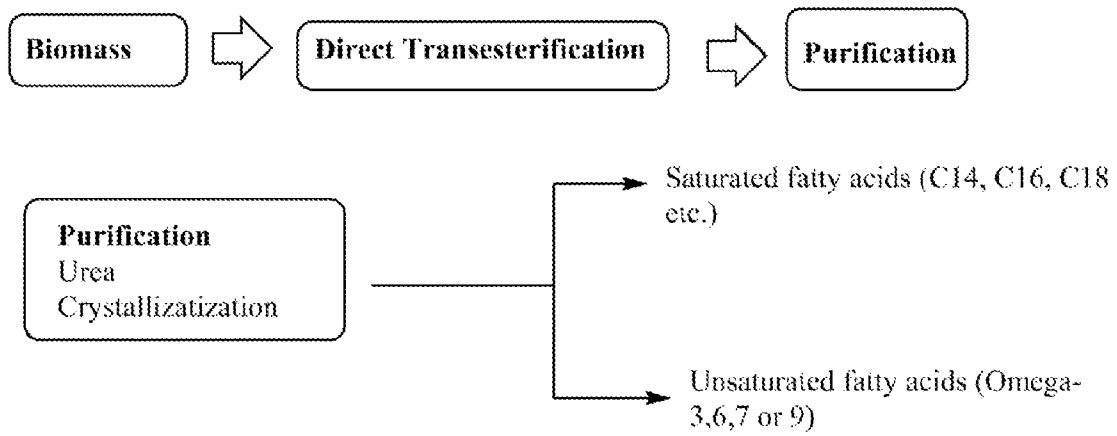 Biomass
Direct Transesterification
Purification
Saturated fatty acids (C14, C16, C18
etc.)
Purification
Urea
Crystallizatization
Unsaturated fatty acids (Omega-
3,6,7 or 9)